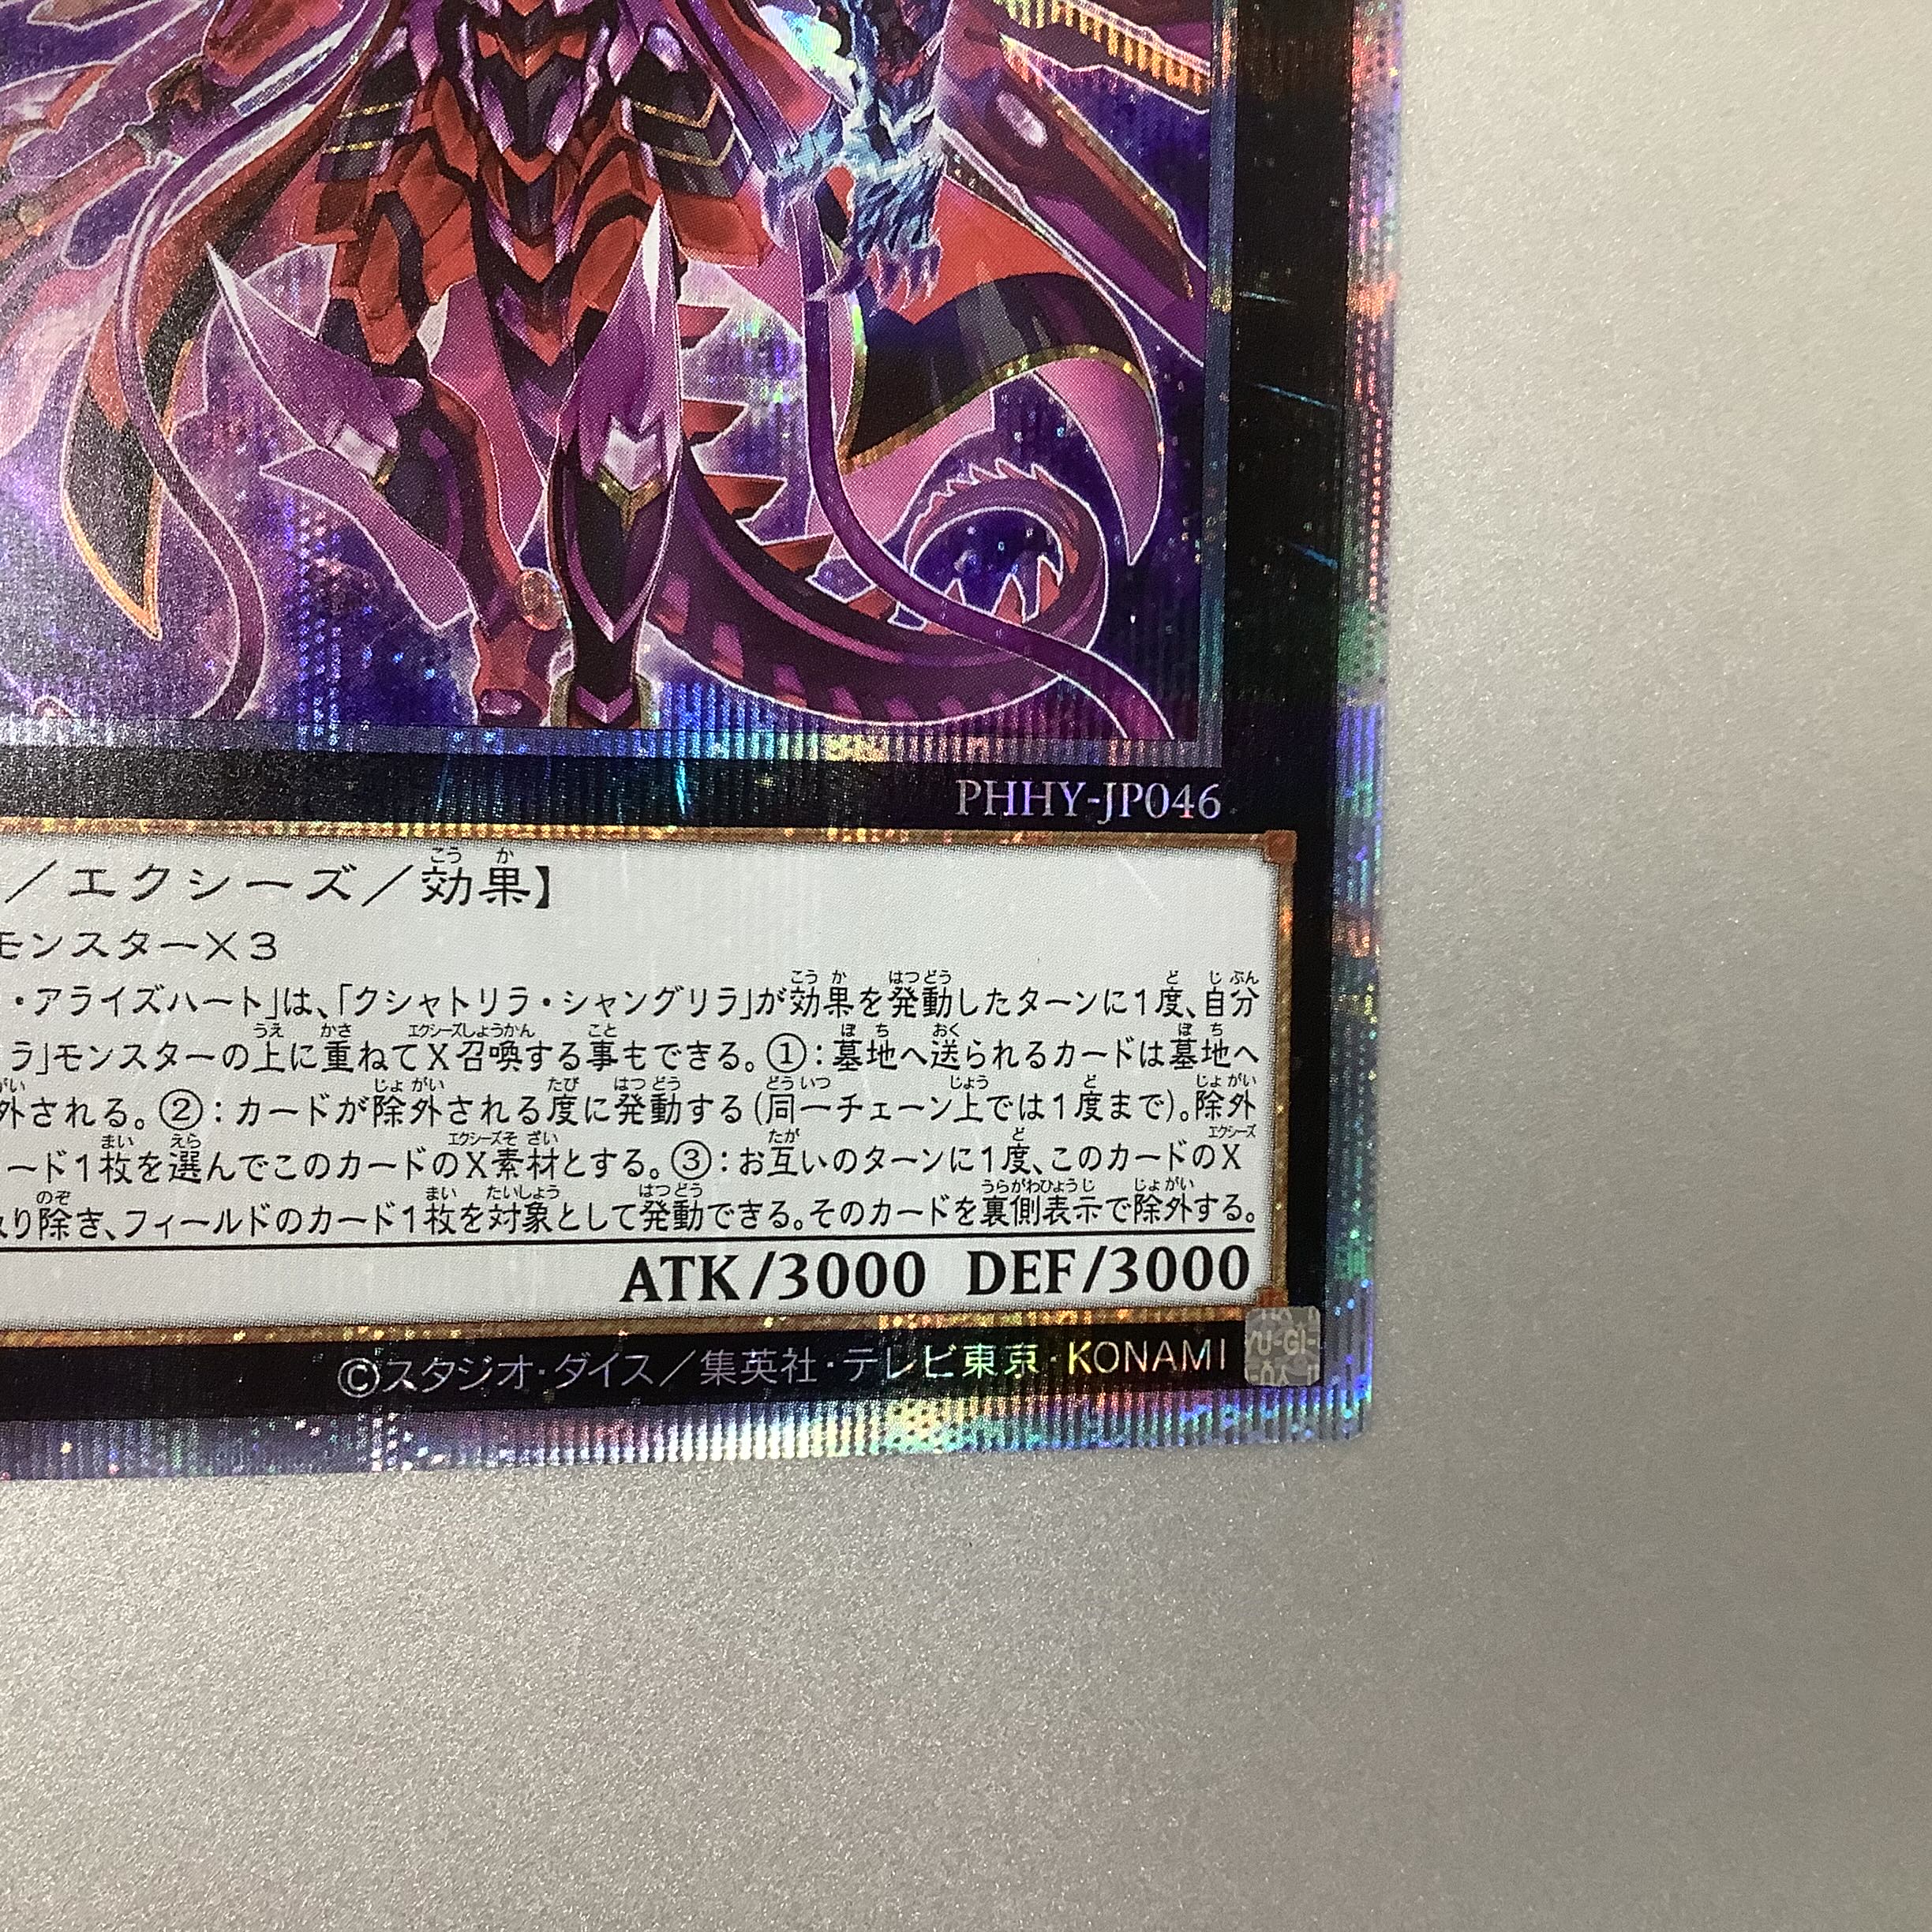 PHHY-JP046
／エクシーズ／効果】
モンスター×3
・アライズハート」は、「クシャトリラ・シャングリラ」が効果を発動したターンに1度、自分
ラ」モンスターの上に重ねてX召喚する事もできる。①：墓地へ送られるカードは墓地へ
外される。②：カードが除外される度に発動する(同一チェーン上では1度まで)。除外
ード1枚を選んでこのカードのX素材とする。③：お互いのターンに1度、このカードのX
り除き、フィールドのカード1枚を対象として発動できる。そのカードを裏側表示で除外する。
ATK/3000 DEF/3000
©スタジオ・ダイス／集英社・テレビ東京・KONAMI
YU-GI-